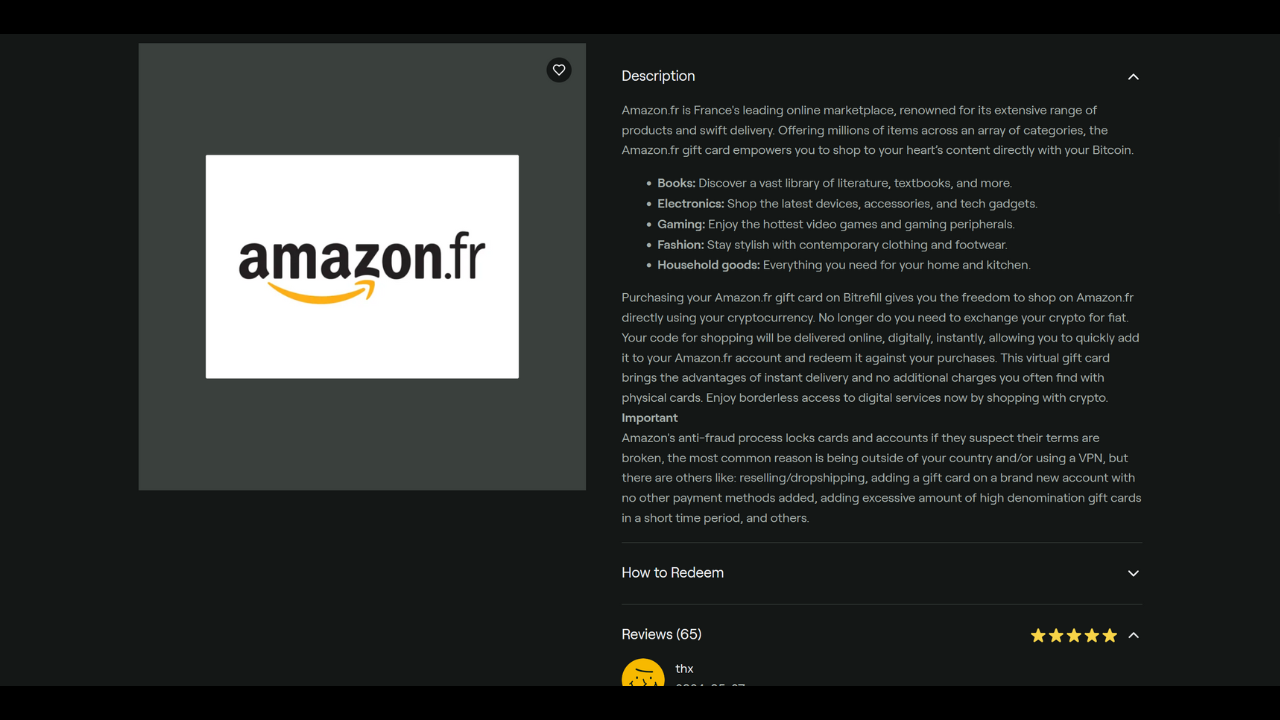 amazon.fr
Description
Amazon.fr is France's leading online marketplace, renowned for its extensive range of
products and swift delivery. Offering millions of items across an array of categories, the
Amazon.fr gift card empowers you to shop to your heart's content directly with your Bitcoin.
• Books: Discover a vast library of literature, textbooks, and more.
• Electronics: Shop the latest devices, accessories, and tech gadgets.
• Gaming: Enjoy the hottest video games and gaming peripherals.
• Fashion: Stay stylish with contemporary clothing and footwear.
• Household goods: Everything you need for your home and kitchen.
Purchasing your Amazon.fr gift card on Bitrefill gives you the freedom to shop on Amazon.fr
directly using your cryptocurrency. No longer do you need to exchange your crypto for fiat.
Your code for shopping will be delivered online, digitally, instantly, allowing you to quickly add
it to your Amazon.fr account and redeem it against your purchases. This virtual gift card
brings the advantages of instant delivery and no additional charges you often find with
physical cards. Enjoy borderless access to digital services now by shopping with crypto.
Important
Amazon's anti-fraud process locks cards and accounts if they suspect their terms are
broken, the most common reason is being outside of your country and/or using a VPN, but
there are others like: reselling/dropshipping, adding a gift card on a brand new account with
no other payment methods added, adding excessive amount of high denomination gift cards
in a short time period, and others.
How to Redeem
Reviews (65)
thx